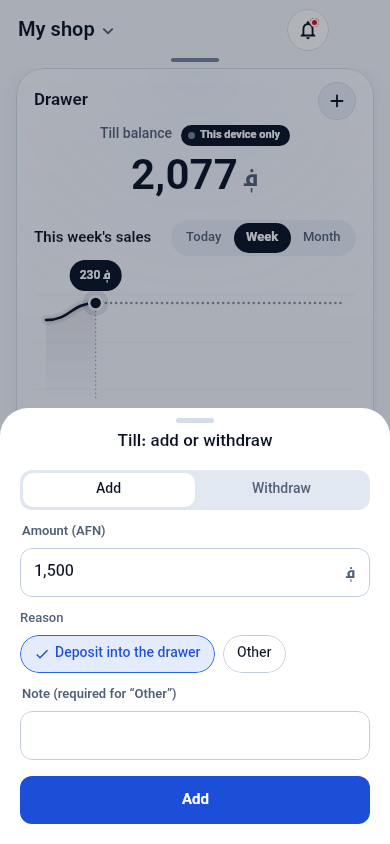 My shop
Drawer
Till balance
This device only
2,077 ؋
This week's sales
Today
Week
Month
230 ؋
Till: add or withdraw
Add
Withdraw
Amount (AFN)
1,500
؋
Reason
Deposit into the drawer
Other
Note (required for “Other”)
Add